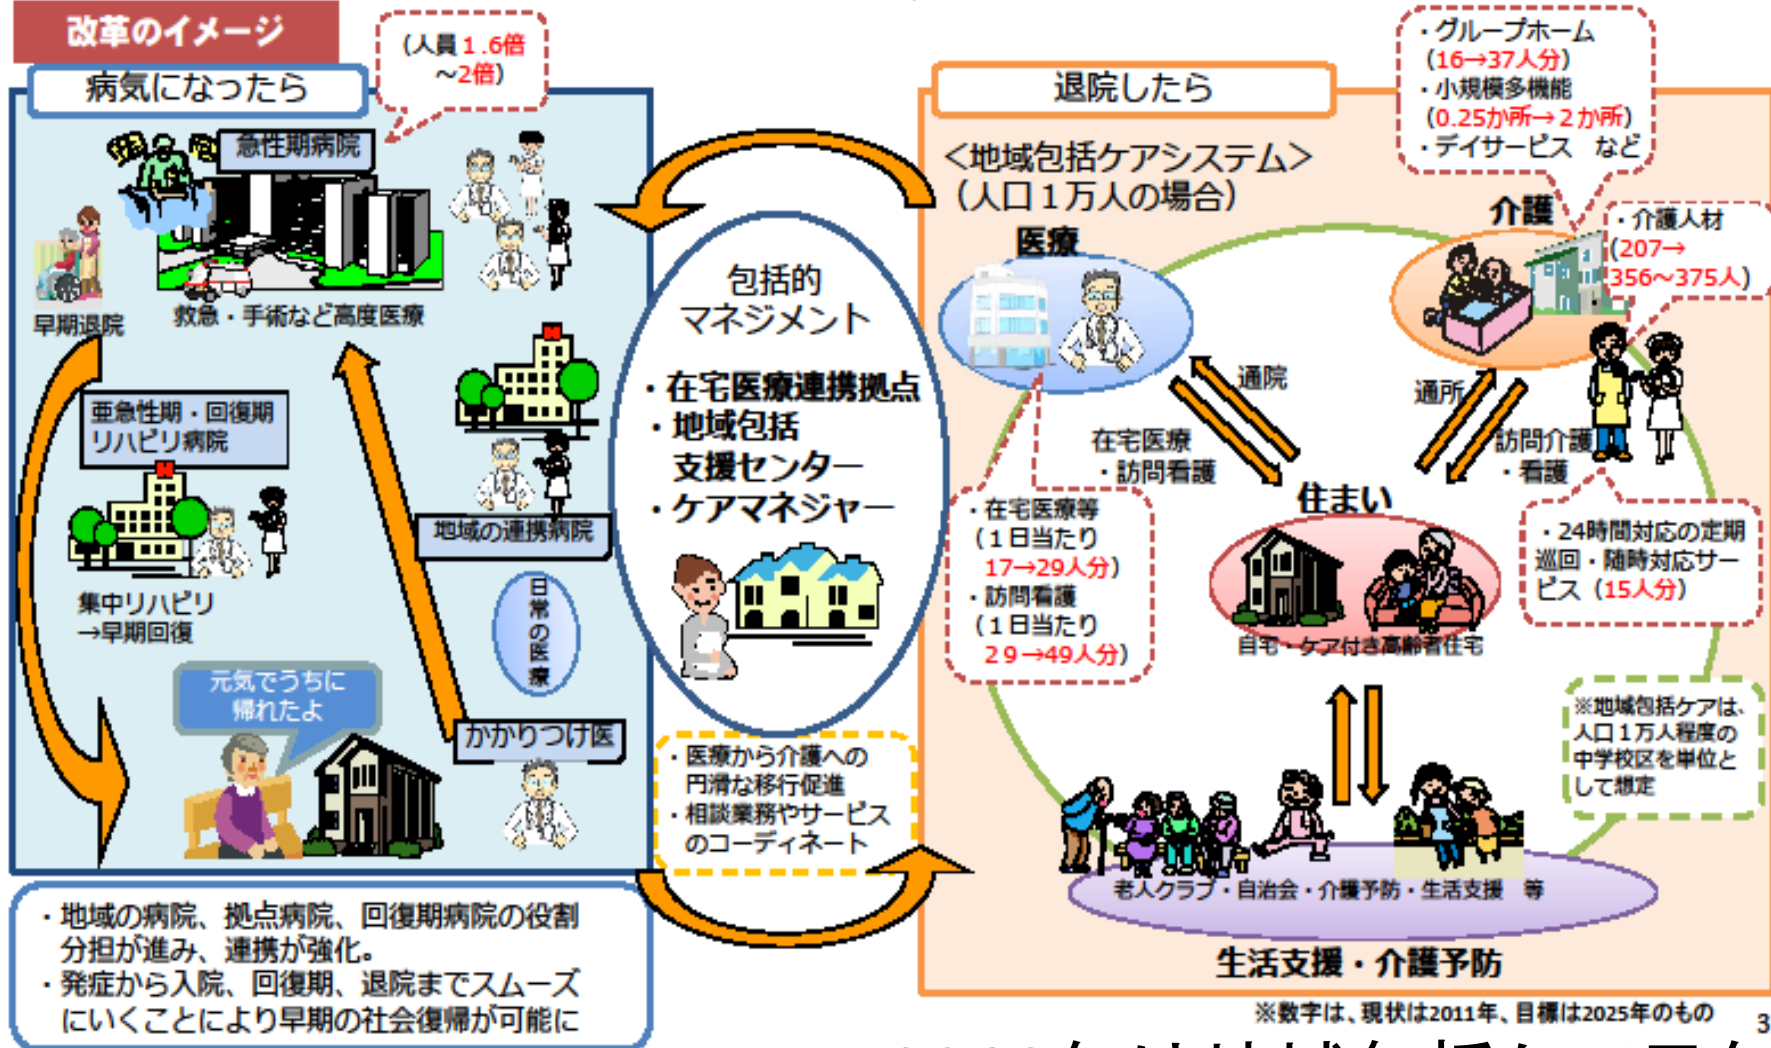 改革のイメージ
(人員1.6倍
～2倍)
病気になったら
急性期病院
早期退院
救急・手術など高度医療
亜急性期・回復期
リハビリ病院
集中リハビリ
→早期回復
地域の連携病院
日常の医療
元気でうちに
帰れたよ
かかりつけ医
・地域の病院、拠点病院、回復期病院の役割
分担が進み、連携が強化。
・発症から入院、回復期、退院までスムーズ
にいくことにより早期の社会復帰が可能に
包括的
マネジメント
・在宅医療連携拠点
・地域包括
支援センター
・ケアマネジャー
・医療から介護への
円滑な移行促進
・相談業務やサービス
のコーディネート
退院したら
＜地域包括ケアシステム＞
(人口1万人の場合)
・グループホーム
(16→37人分)
・小規模多機能
(0.25か所→2か所)
・デイサービス など
医療
介護
・介護人材
(207→
356～375人)
通院
通所
在宅医療
・訪問看護
訪問介護
・看護
・在宅医療等
(1日当たり
17→29人分)
・訪問看護
(1日当たり
29→49人分)
住まい
自宅・ケア付き高齢者住宅
・24時間対応の定期
巡回・随時対応サー
ビス(15人分)
※地域包括ケアは、
人口1万人程度の
中学校区を単位と
して想定
老人クラブ・自治会・介護予防・生活支援 等
生活支援・介護予防
※数字は、現状は2011年、目標は2025年のもの
3